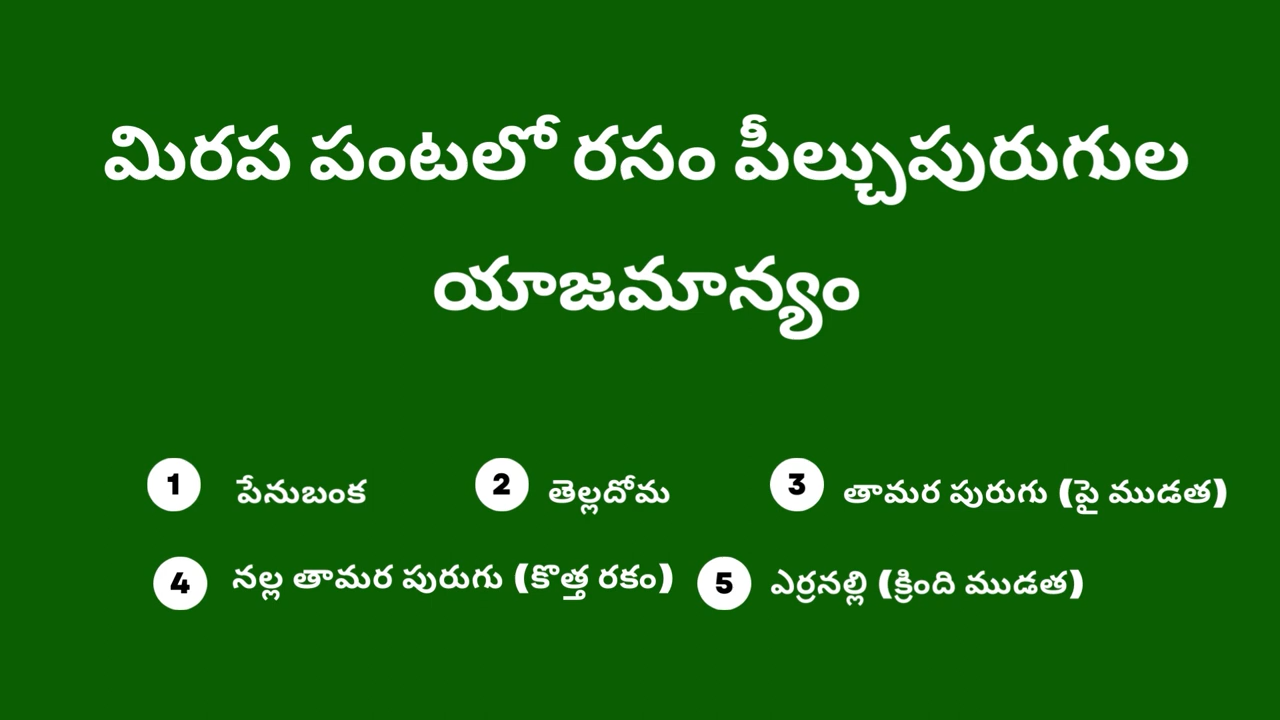 మిరప పంటలో రసం పీల్చుపురుగుల
యాజమాన్యం
1 పేనుబంక 2 తెల్లదోమ 3 తామర పురుగు (పై ముడత)
4 నల్ల తామర పురుగు (కొత్త రకం) 5 ఎర్రనల్లి (క్రింది ముడత)